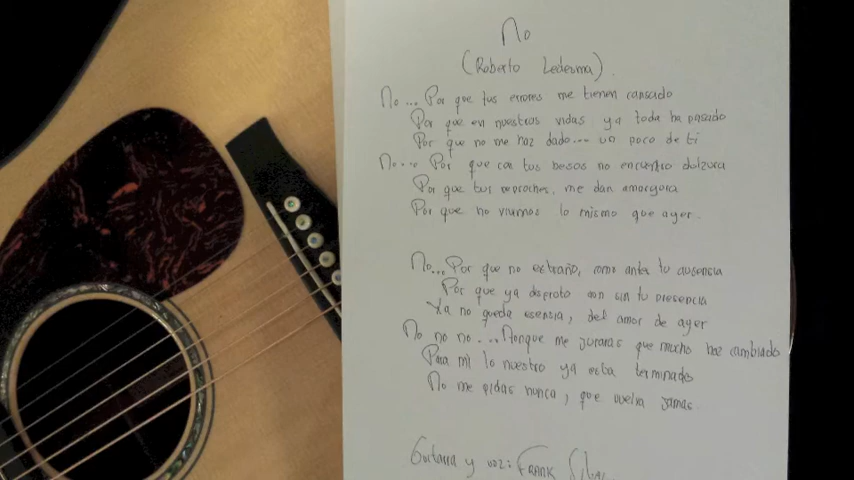 No
(Roberto Ledesma)
No... Por que tus errores me tienen cansado
Por que en nuestras vidas ya todo ha pasado
Por que no me haz dado... un poco de ti
No... Por que con tus besos no encuentro dulzura
Por que tus reproches, me dan amargura
Por que no vivimos lo mismo que ayer.
No... Por que no extraño, como antes tu ausencia
Por que ya disfruto aun sin tu presencia
Ya no queda esencia, del amor de ayer
No no no... Aunque me juraras que mucho haz cambiado
Para mi lo nuestro ya esta terminado
No me pidas nunca, que vuelva jamas
Guitarra y voz: Frank